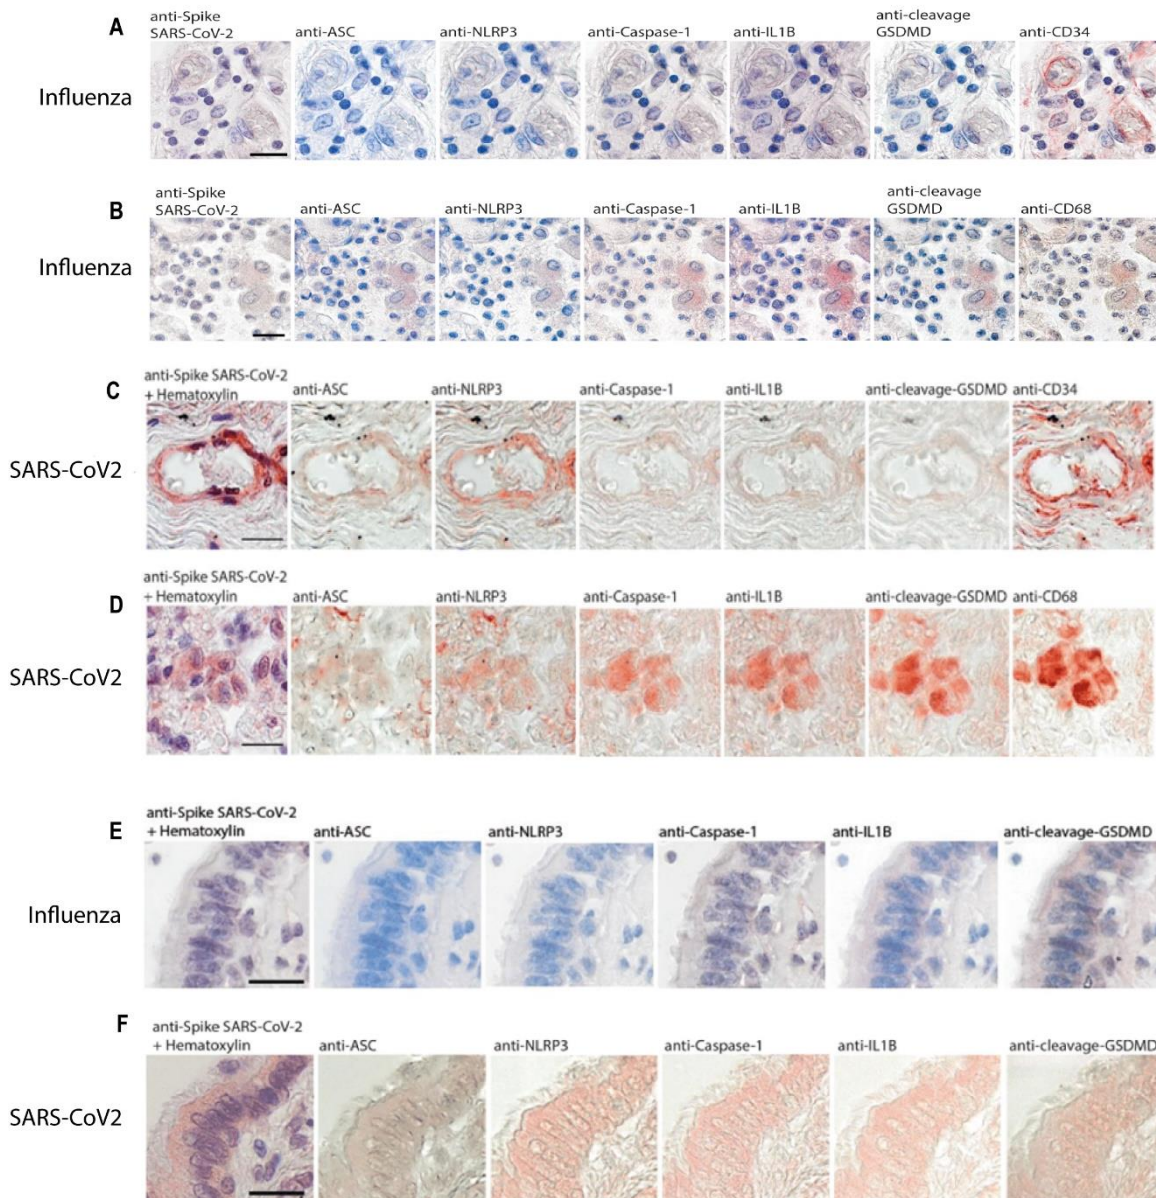 A
anti-Spike
SARS-CoV-2
anti-ASC
anti-NLRP3
anti-Caspase-1
anti-IL1B
anti-cleavage
GSDMD
anti-CD34
Influenza
B
anti-Spike
SARS-CoV-2
anti-ASC
anti-NLRP3
anti-Caspase-1
anti-IL1B
anti-cleavage
GSDMD
anti-CD68
Influenza
C
anti-Spike SARS-CoV-2
+ Hematoxylin
anti-ASC
anti-NLRP3
anti-Caspase-1
anti-IL1B
anti-cleavage-GSDMD
anti-CD34
SARS-CoV2
D
anti-Spike SARS-CoV-2
+ Hematoxylin
anti-ASC
anti-NLRP3
anti-Caspase-1
anti-IL1B
anti-cleavage-GSDMD
anti-CD68
SARS-CoV2
E
anti-Spike SARS-CoV-2
+ Hematoxylin
anti-ASC
anti-NLRP3
anti-Caspase-1
anti-IL1B
anti-cleavage-GSDMD
Influenza
F
anti-Spike SARS-CoV-2
+ Hematoxylin
anti-ASC
anti-NLRP3
anti-Caspase-1
anti-IL1B
anti-cleavage-GSDMD
SARS-CoV2